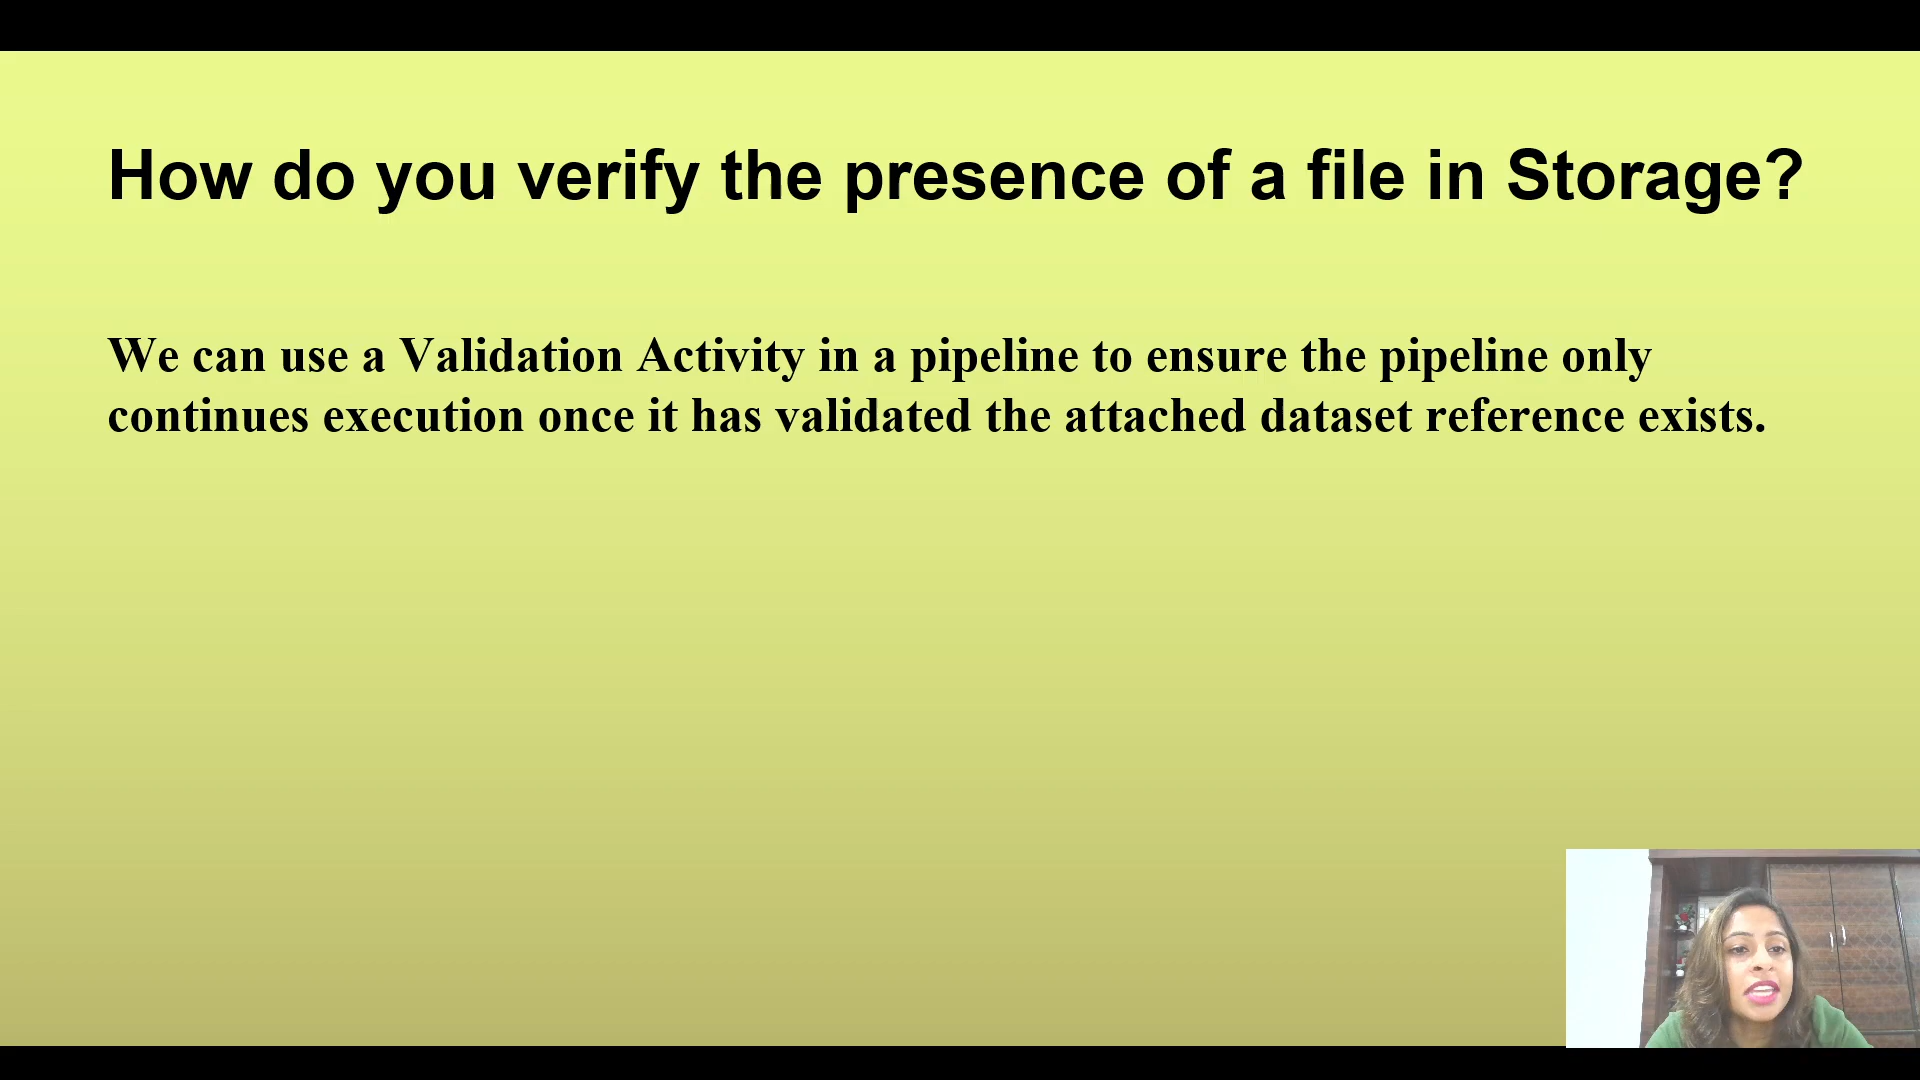 How do you verify the presence of a file in Storage?
We can use a Validation Activity in a pipeline to ensure the pipeline only
continues execution once it has validated the attached dataset reference exists.